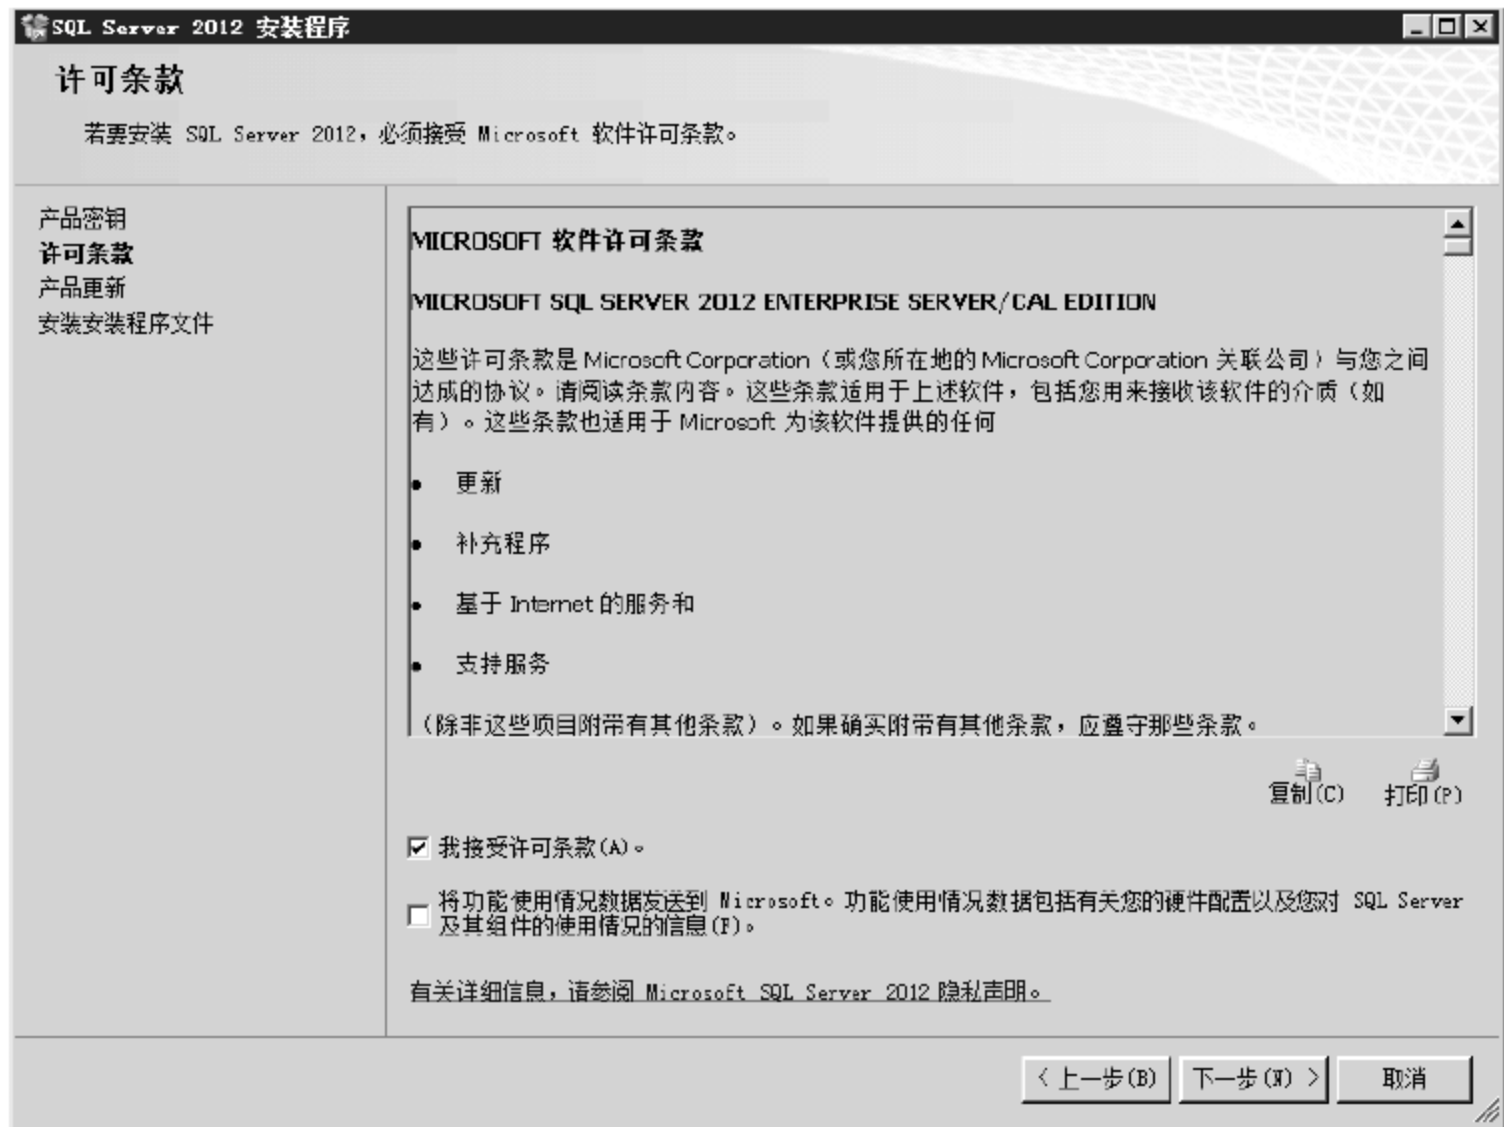 SQL Server 2012 安装程序
许可条款
若要安装 SQL Server 2012，必须接受 Microsoft 软件许可条款。
产品密钥
许可条款
产品更新
安装安装程序文件
MICROSOFT 软件许可条款
MICROSOFT SQL SERVER 2012 ENTERPRISE SERVER/CAL EDITION
这些许可条款是 Microsoft Corporation（或您所在地的 Microsoft Corporation 关联公司）与您之间
达成的协议。请阅读条款内容。这些条款适用于上述软件，包括您用来接收该软件的介质（如
有）。这些条款也适用于 Microsoft 为该软件提供的任何
• 更新
• 补充程序
• 基于 Internet 的服务和
• 支持服务
（除非这些项目附带有其他条款）。如果确实附带有其他条款，应遵守那些条款。
复制(C) 打印(P)
我接受许可条款(A)。
将功能使用情况数据发送到 Microsoft。功能使用情况数据包括有关您的硬件配置以及您对 SQL Server
及其组件的使用情况的信息(F)。
有关详细信息，请参阅 Microsoft SQL Server 2012 隐私声明。
< 上一步(B) 下一步(N) > 取消